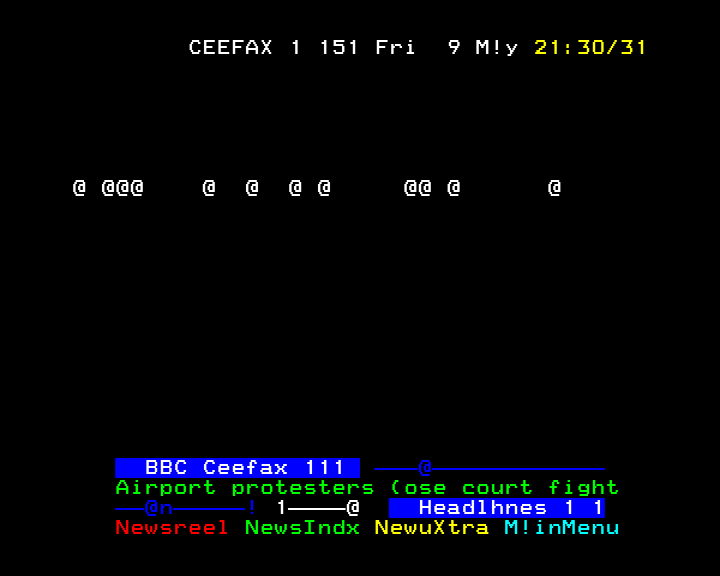 CEEFAX 1 151 Fri  9 M!y 21:30/31
@ @@@    @  @  @ @     @@ @      @
BBC Ceefax 111 ———@————————————
Airport protesters (ose court fight
——@n—————! 1————@ Headlhnes 1 1
Newsreel NewsIndx NewuXtra M!inMenu